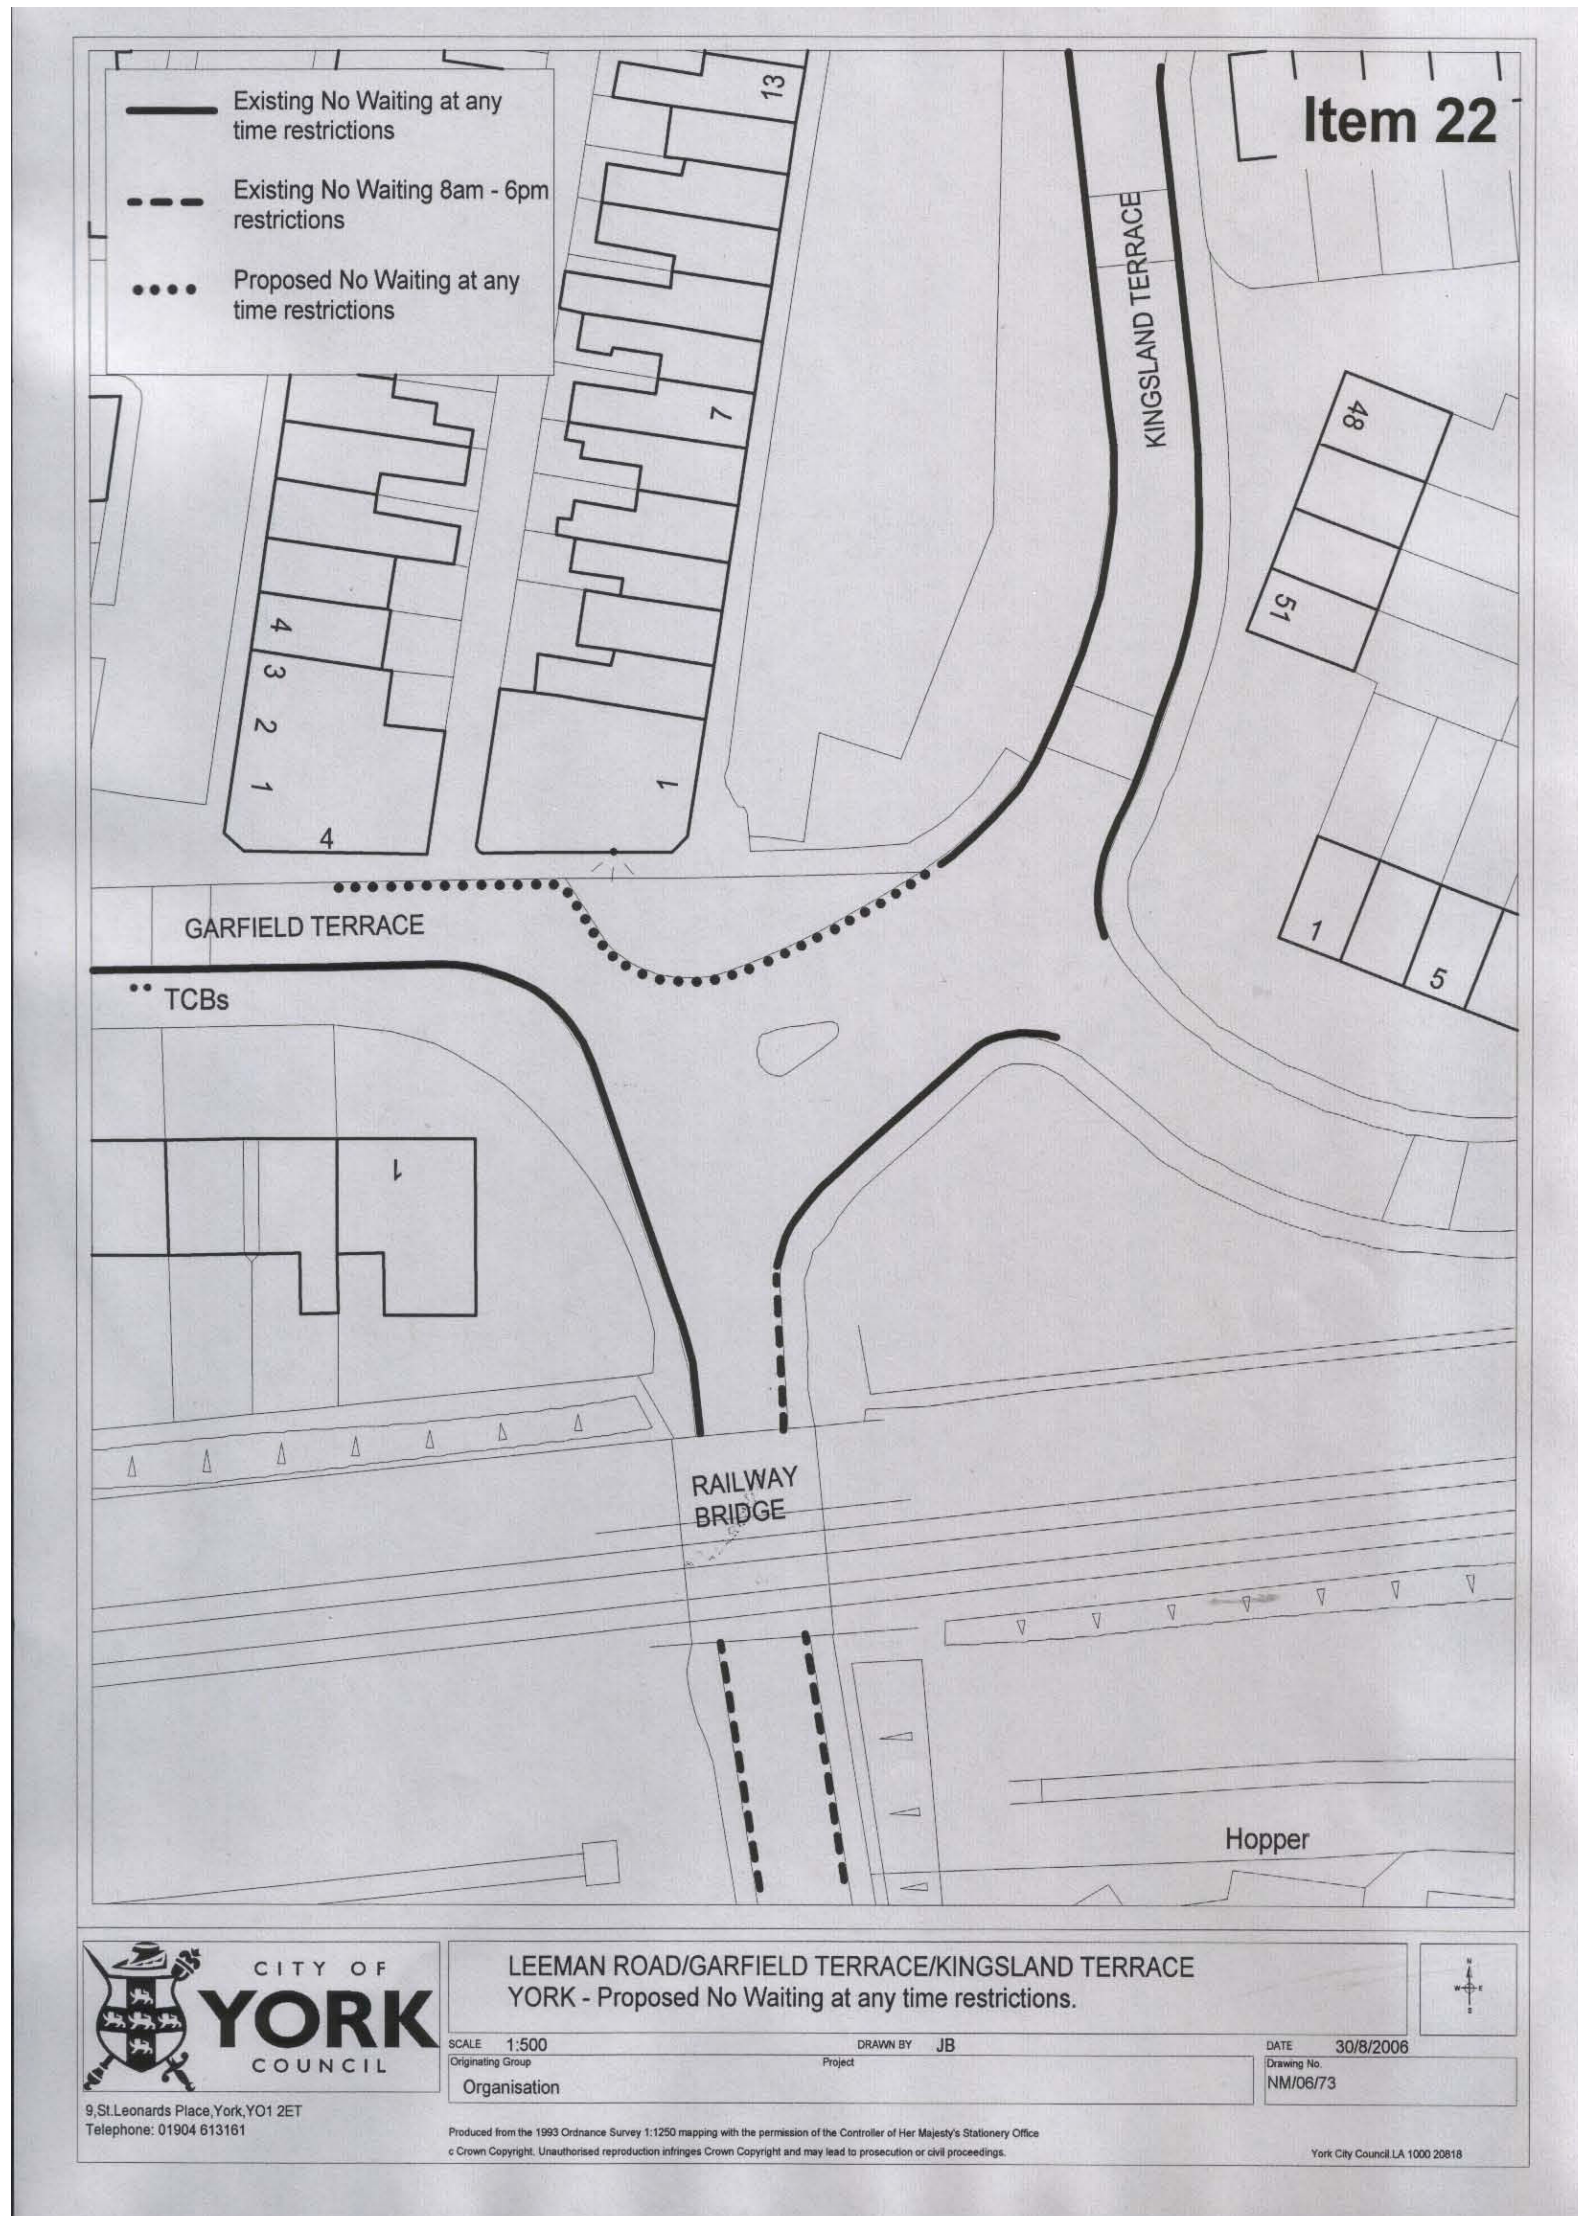 Existing No Waiting at any
time restrictions
Existing No Waiting 8am - 6pm
restrictions
Proposed No Waiting at any
time restrictions
Item 22
13
7
KINGSLAND TERRACE
48
51
4
3
2
1
4
1
1
5
GARFIELD TERRACE
TCBs
1
RAILWAY
BRIDGE
Hopper
CITY OF
YORK
COUNCIL
9,St.Leonards Place,York,YO1 2ET
Telephone: 01904 613161
LEEMAN ROAD/GARFIELD TERRACE/KINGSLAND TERRACE
YORK - Proposed No Waiting at any time restrictions.
N
W E
S
SCALE 1:500
DRAWN BY JB
DATE 30/8/2006
Originating Group
Organisation
Project
Drawing No.
NM/06/73
Produced from the 1993 Ordnance Survey 1:1250 mapping with the permission of the Controller of Her Majesty's Stationery Office
c Crown Copyright. Unauthorised reproduction infringes Crown Copyright and may lead to prosecution or civil proceedings.
York City Council.LA 1000 20818